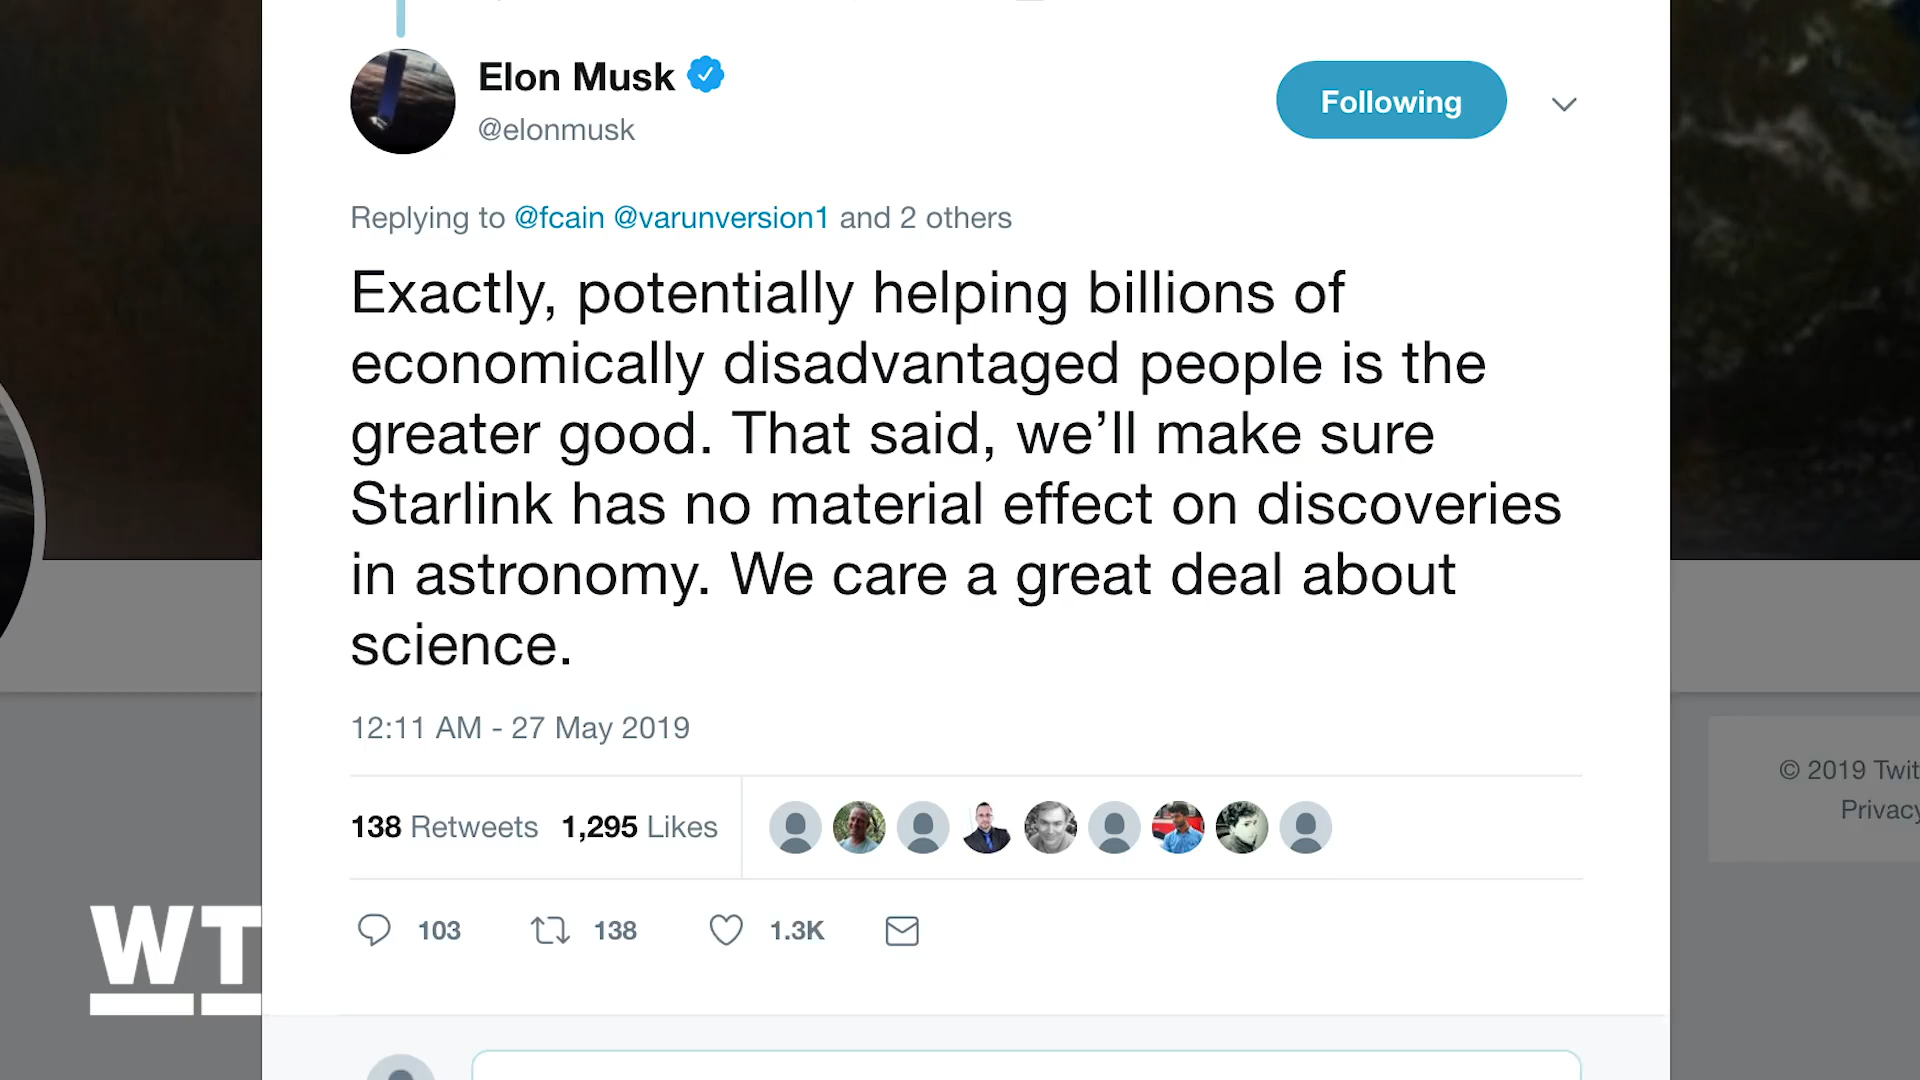 Elon Musk
@elonmusk
Following
Replying to @fcain @varunversion1 and 2 others
Exactly, potentially helping billions of
economically disadvantaged people is the
greater good. That said, we’ll make sure
Starlink has no material effect on discoveries
in astronomy. We care a great deal about
science.
12:11 AM - 27 May 2019
138 Retweets 1,295 Likes
103 138 1.3K
© 2019 Twit
Privacy
WT